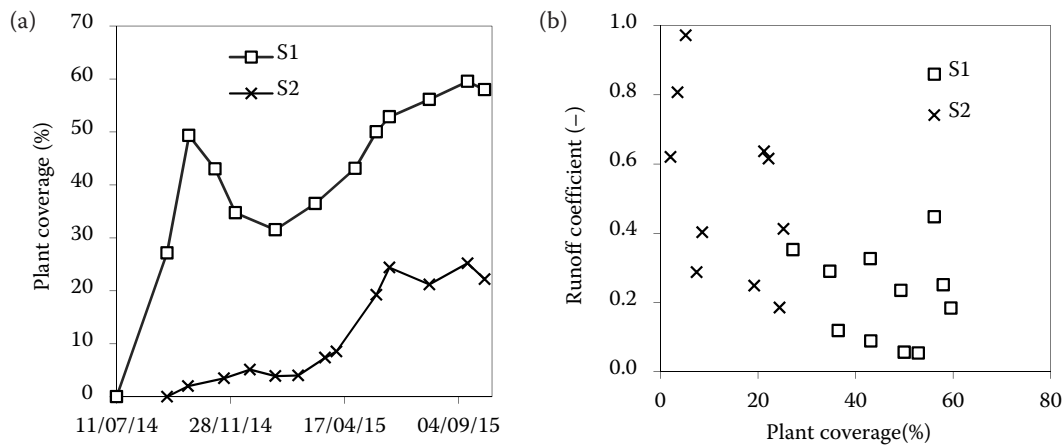 (a)
Plant coverage (%)
70
60
50
40
30
20
10
0
S1
S2
11/07/14 28/11/14 17/04/15 04/09/15
(b)
Runoff coefficient (−)
1.0
0.8
0.6
0.4
0.2
0.0
S1
S2
0 20 40 60 80
Plant coverage(%)